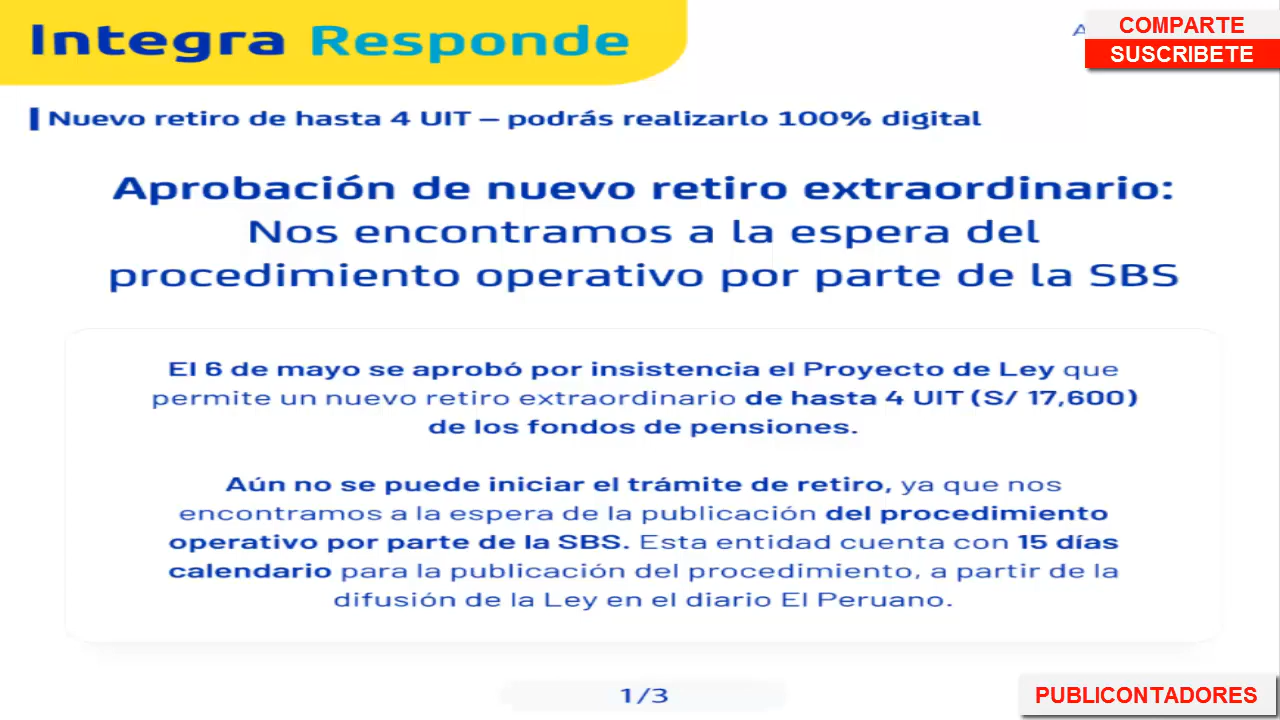 Integra Responde
COMPARTE
SUSCRIBETE
Nuevo retiro de hasta 4 UIT – podrás realizarlo 100% digital
Aprobación de nuevo retiro extraordinario:
Nos encontramos a la espera del
procedimiento operativo por parte de la SBS
El 6 de mayo se aprobó por insistencia el Proyecto de Ley que
permite un nuevo retiro extraordinario de hasta 4 UIT (S/ 17,600)
de los fondos de pensiones.
Aún no se puede iniciar el trámite de retiro, ya que nos
encontramos a la espera de la publicación del procedimiento
operativo por parte de la SBS. Esta entidad cuenta con 15 días
calendario para la publicación del procedimiento, a partir de la
difusión de la Ley en el diario El Peruano.
1/3
PUBLICONTADORES